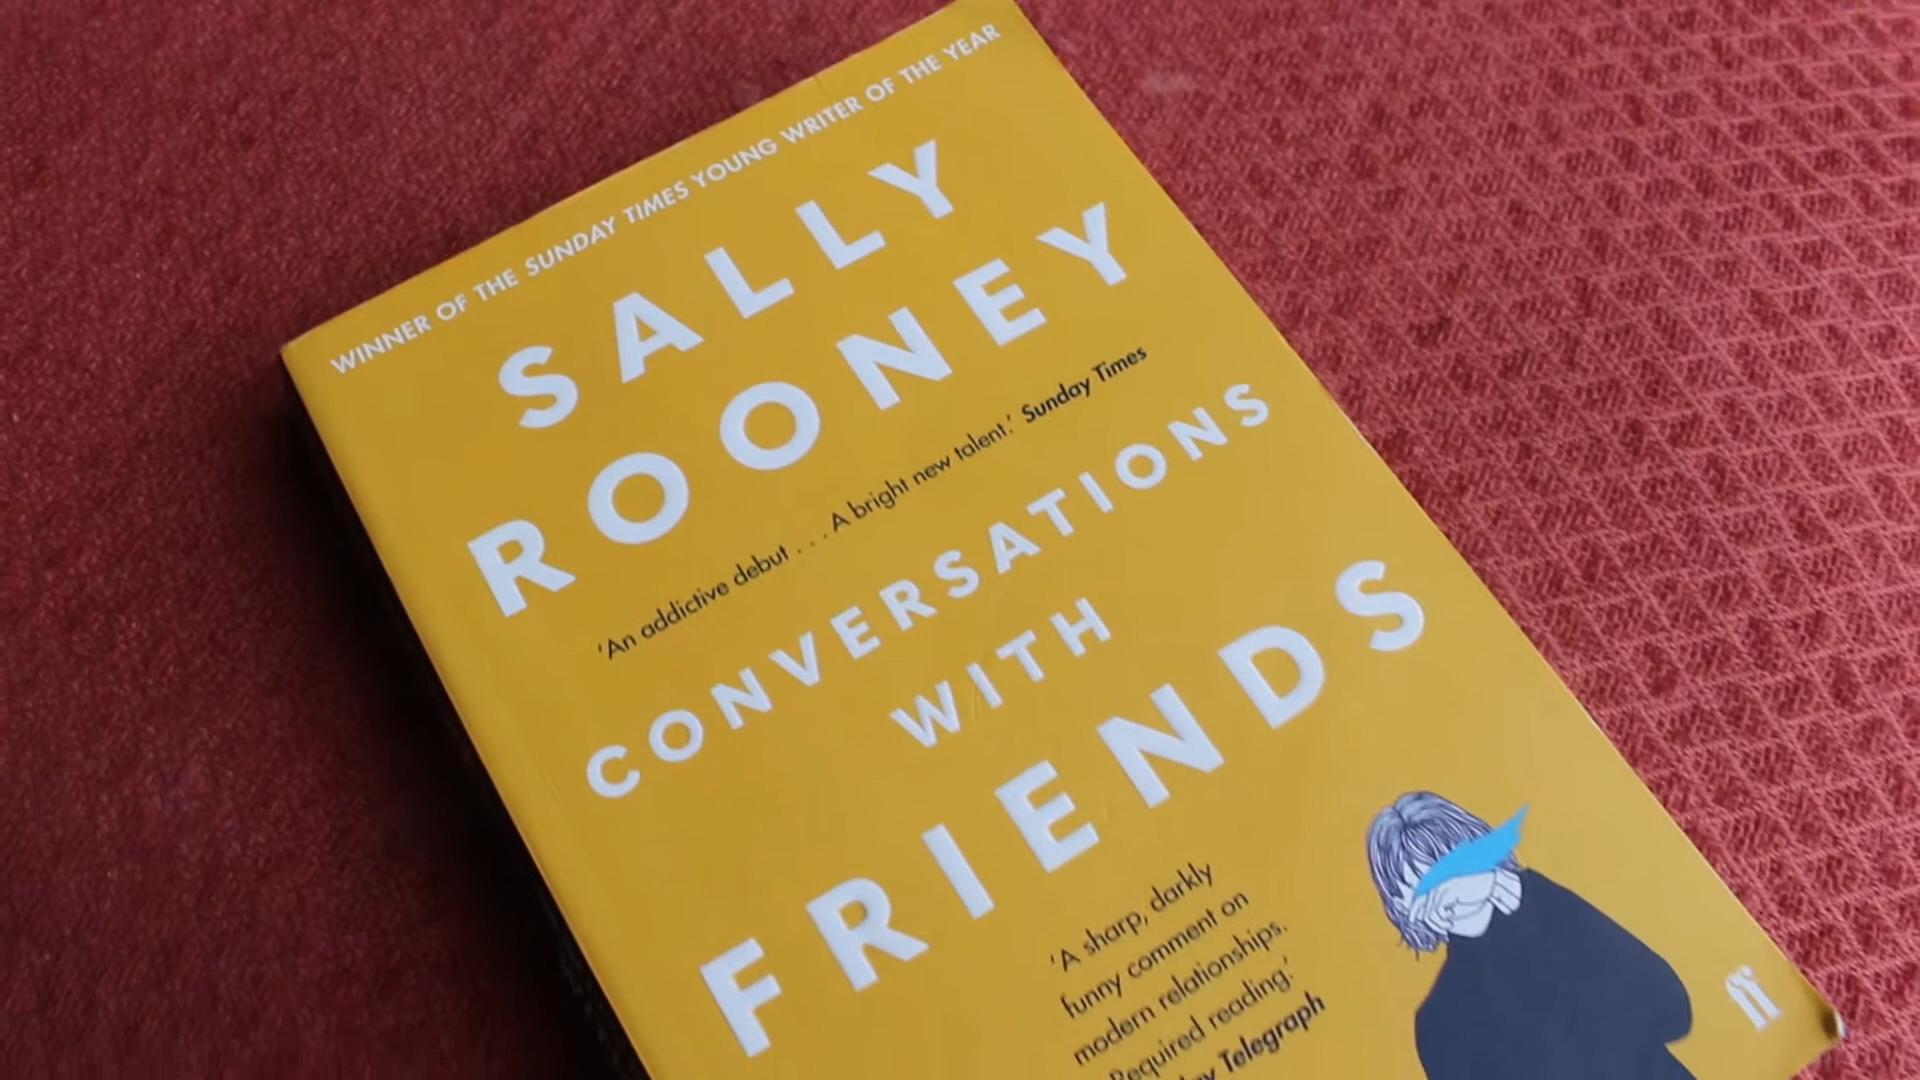 WINNER OF THE SUNDAY TIMES YOUNG WRITER OF THE YEAR
SALLY
ROONEY
'An addictive debut . . . A bright new talent.' Sunday Times
CONVERSATIONS
WITH
FRIENDS
'A sharp, darkly
funny comment on
modern relationships.
Required reading.'
Telegraph
ff